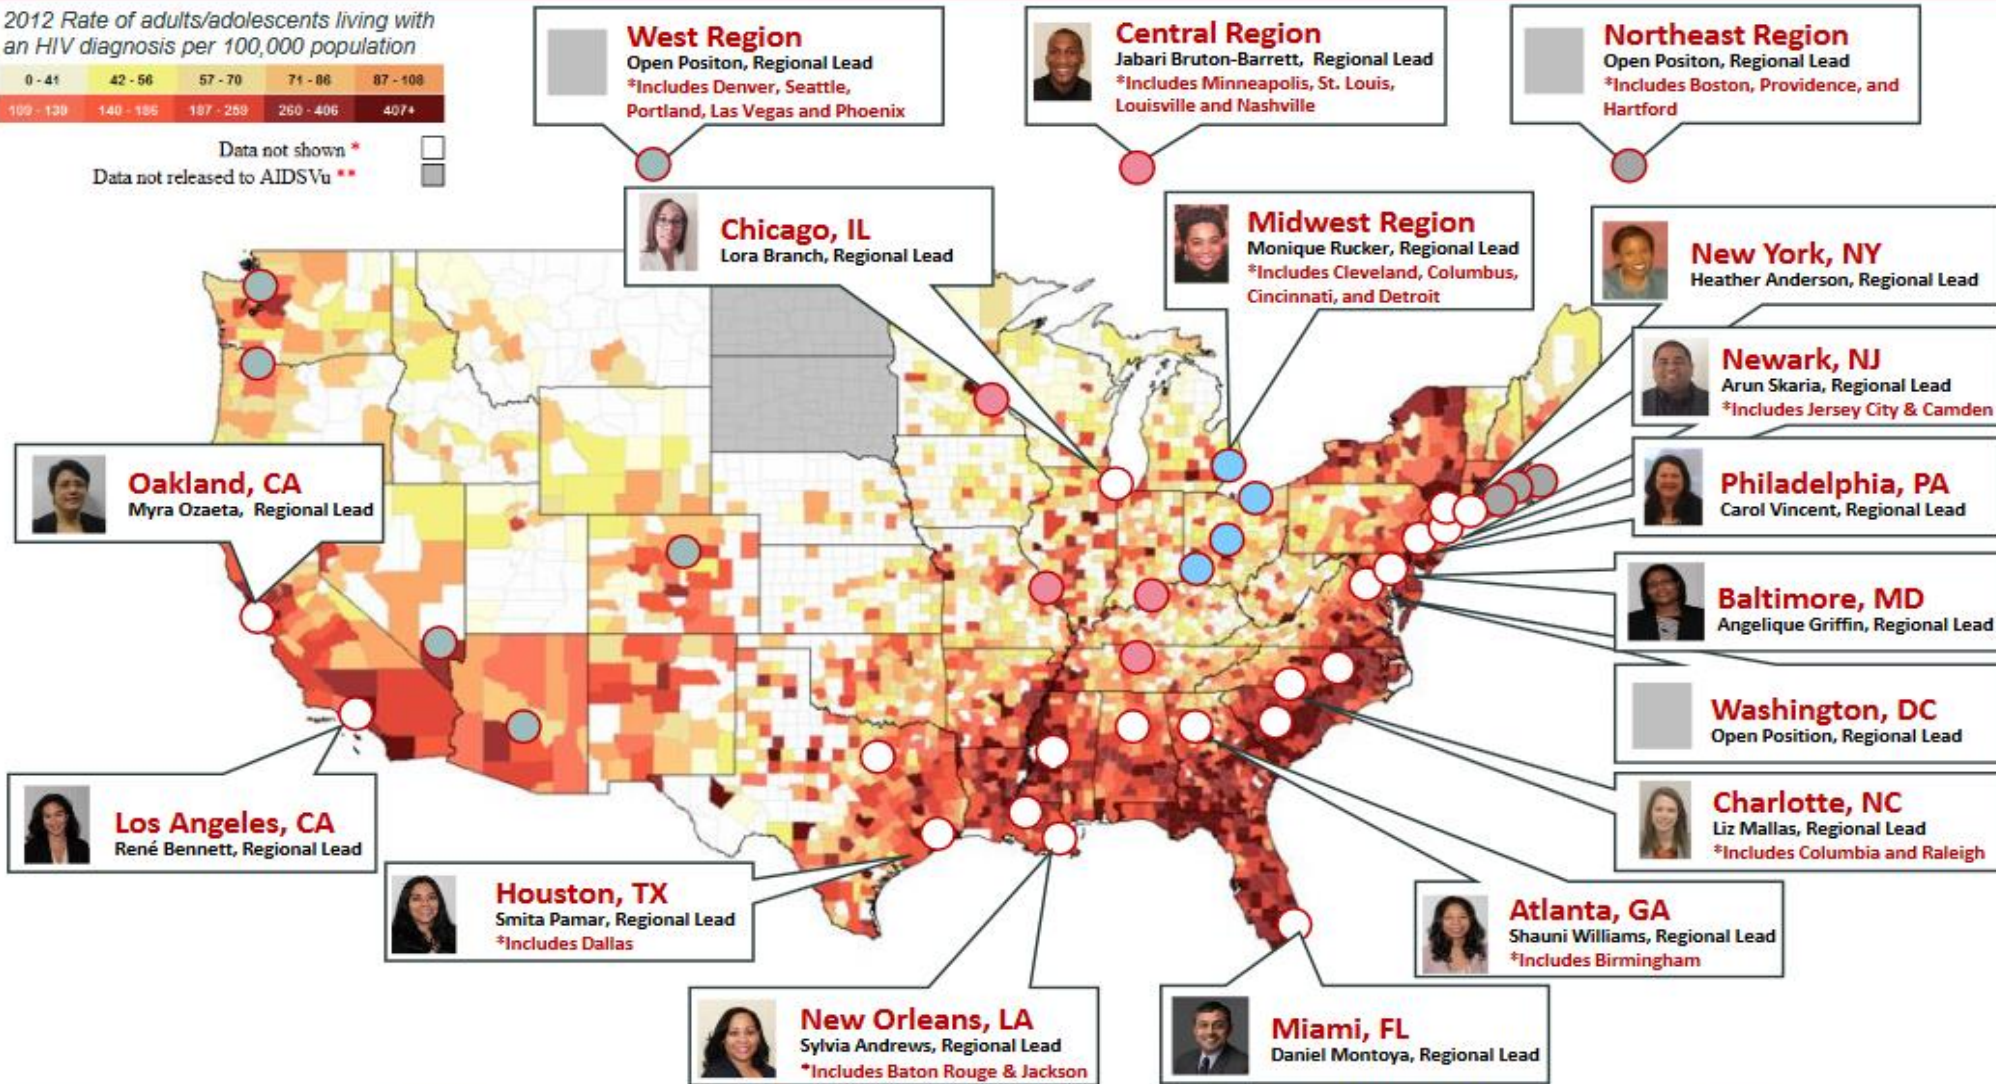 2012 Rate of adults/adolescents living with
an HIV diagnosis per 100,000 population
0 - 41 42 - 56 57 - 70 71 - 86 87 - 108
109 - 139 140 - 186 187 - 259 260 - 406 407+
Data not shown *
Data not released to AIDSVu **
West Region
Open Positon, Regional Lead
*Includes Denver, Seattle,
Portland, Las Vegas and Phoenix
Central Region
Jabari Bruton-Barrett, Regional Lead
*Includes Minneapolis, St. Louis,
Louisville and Nashville
Northeast Region
Open Positon, Regional Lead
*Includes Boston, Providence, and
Hartford
Chicago, IL
Lora Branch, Regional Lead
Midwest Region
Monique Rucker, Regional Lead
*Includes Cleveland, Columbus,
Cincinnati, and Detroit
New York, NY
Heather Anderson, Regional Lead
Newark, NJ
Arun Skaria, Regional Lead
*Includes Jersey City & Camden
Oakland, CA
Myra Ozaeta, Regional Lead
Philadelphia, PA
Carol Vincent, Regional Lead
Baltimore, MD
Angelique Griffin, Regional Lead
Washington, DC
Open Position, Regional Lead
Los Angeles, CA
René Bennett, Regional Lead
Charlotte, NC
Liz Mallas, Regional Lead
*Includes Columbia and Raleigh
Houston, TX
Smita Pamar, Regional Lead
*Includes Dallas
Atlanta, GA
Shauni Williams, Regional Lead
*Includes Birmingham
New Orleans, LA
Sylvia Andrews, Regional Lead
*Includes Baton Rouge & Jackson
Miami, FL
Daniel Montoya, Regional Lead